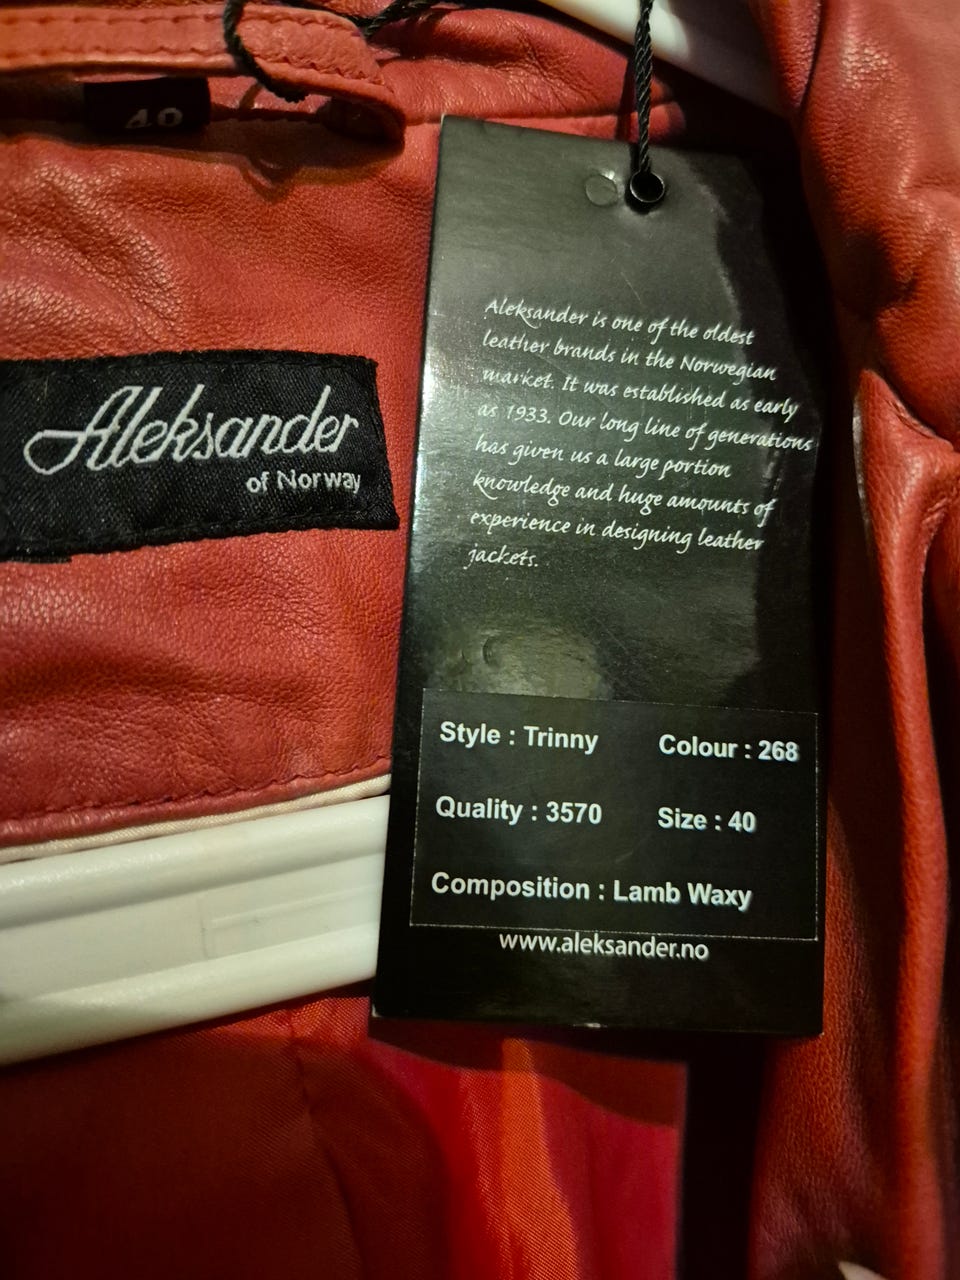 40
Aleksander
of Norway
Aleksander is one of the oldest
leather brands in the Norwegian
market. It was established as early
as 1933. Our long line of generations
has given us a large portion
knowledge and huge amounts of
experience in designing leather
jackets.
Style : Trinny Colour : 268
Quality : 3570 Size : 40
Composition : Lamb Waxy
www.aleksander.no